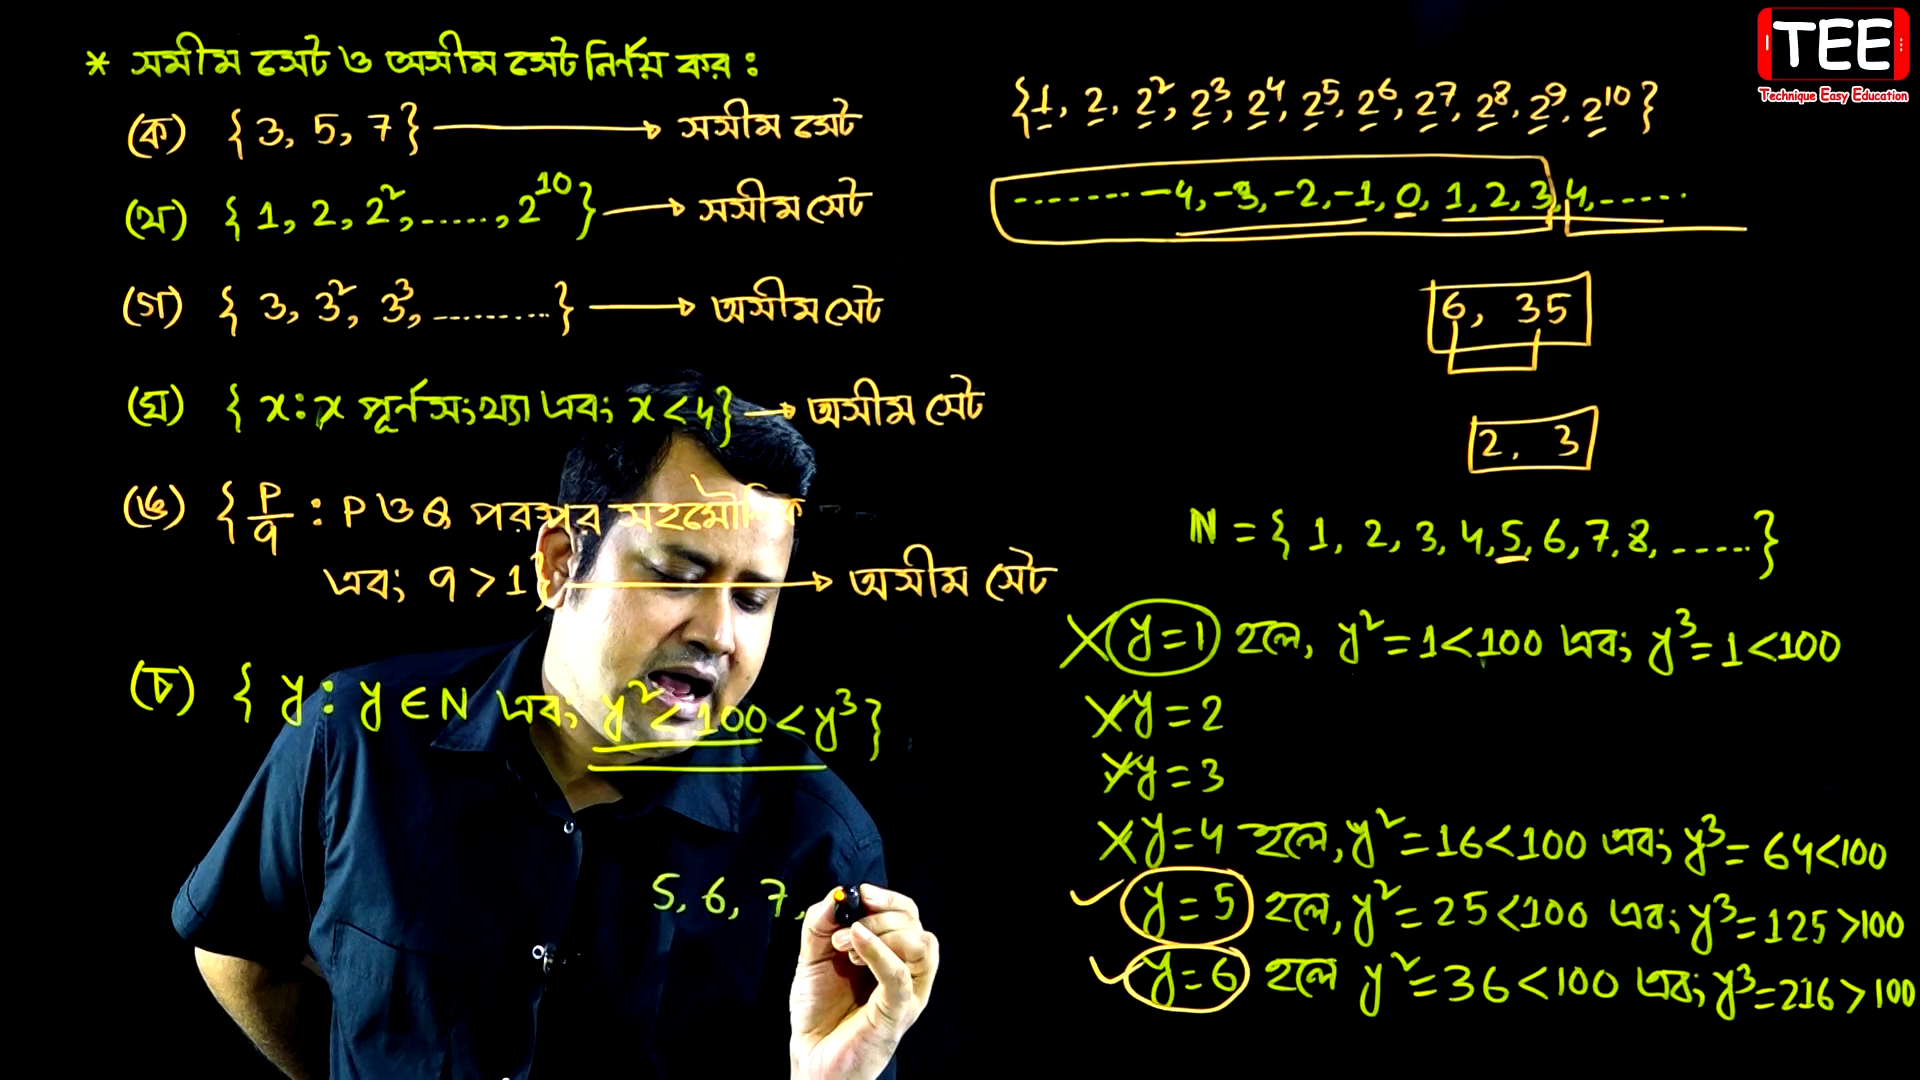 * সসীম সেট ও অসীম সেট নির্ণয় কর :
(ক) {3, 5, 7} → সসীম সেট
(খ) {1, 2, 2², ....., 2¹⁰} → সসীম সেট
(গ) {3, 3², 3³, ..........} → অসীম সেট
(ঘ) {x : x পূর্নসংখ্যা এবং x < 4} → অসীম সেট
(ঙ) {P/q : P ও Q পরস্পর সহমৌলিক
এবং q > 1} → অসীম সেট
(চ) {y : y ∈ N এবং y² < 100 < y³}
5, 6, 7,
TEE
Technique Easy Education
{1, 2, 2², 2³, 2⁴, 2⁵, 2⁶, 2⁷, 2⁸, 2⁹, 2¹⁰}
........ -4, -3, -2, -1, 0, 1, 2, 3, 4, ......
6, 35
2, 3
N = {1, 2, 3, 4, 5, 6, 7, 8, ......}
X y = 1 হলে, y² = 1 < 100 এবং y³ = 1 < 100
X y = 2
X y = 3
X y = 4 হলে, y² = 16 < 100 এবং y³ = 64 < 100
✓ y = 5 হলে, y² = 25 < 100 এবং y³ = 125 > 100
✓ y = 6 হলে y² = 36 < 100 এবং y³ = 216 > 100